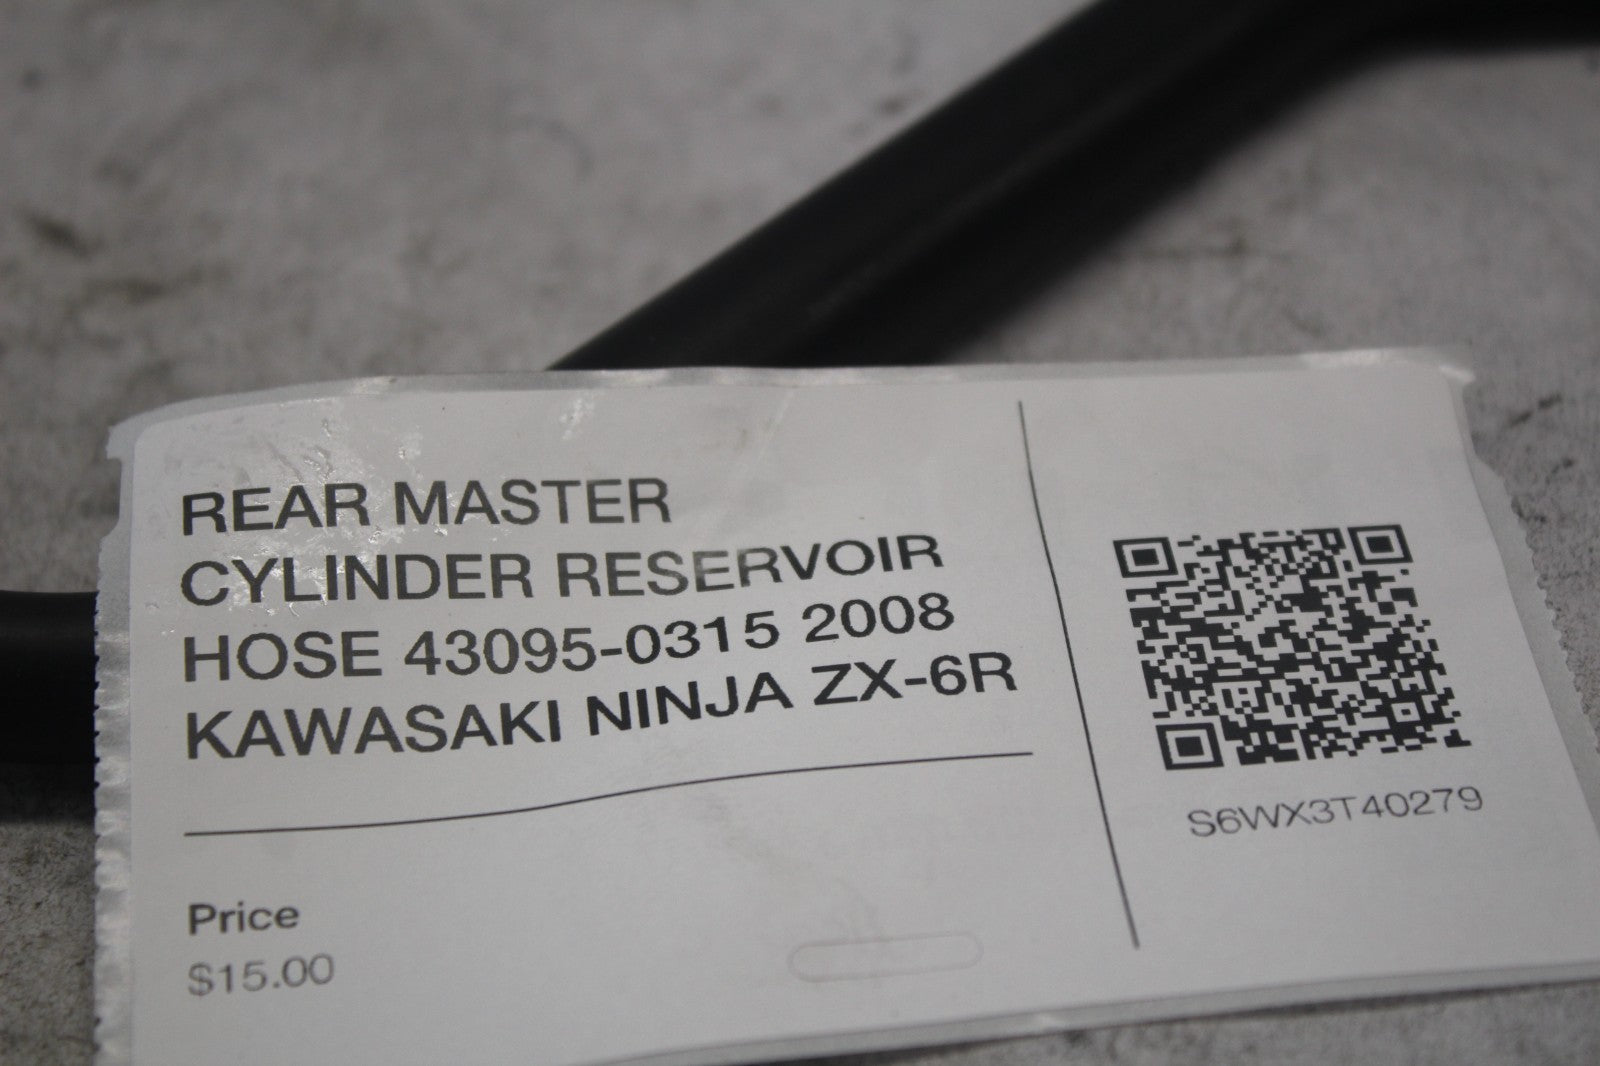 REAR MASTER
CYLINDER RESERVOIR
HOSE 43095-0315 2008
KAWASAKI NINJA ZX-6R
Price
$15.00
S6WX3T40279